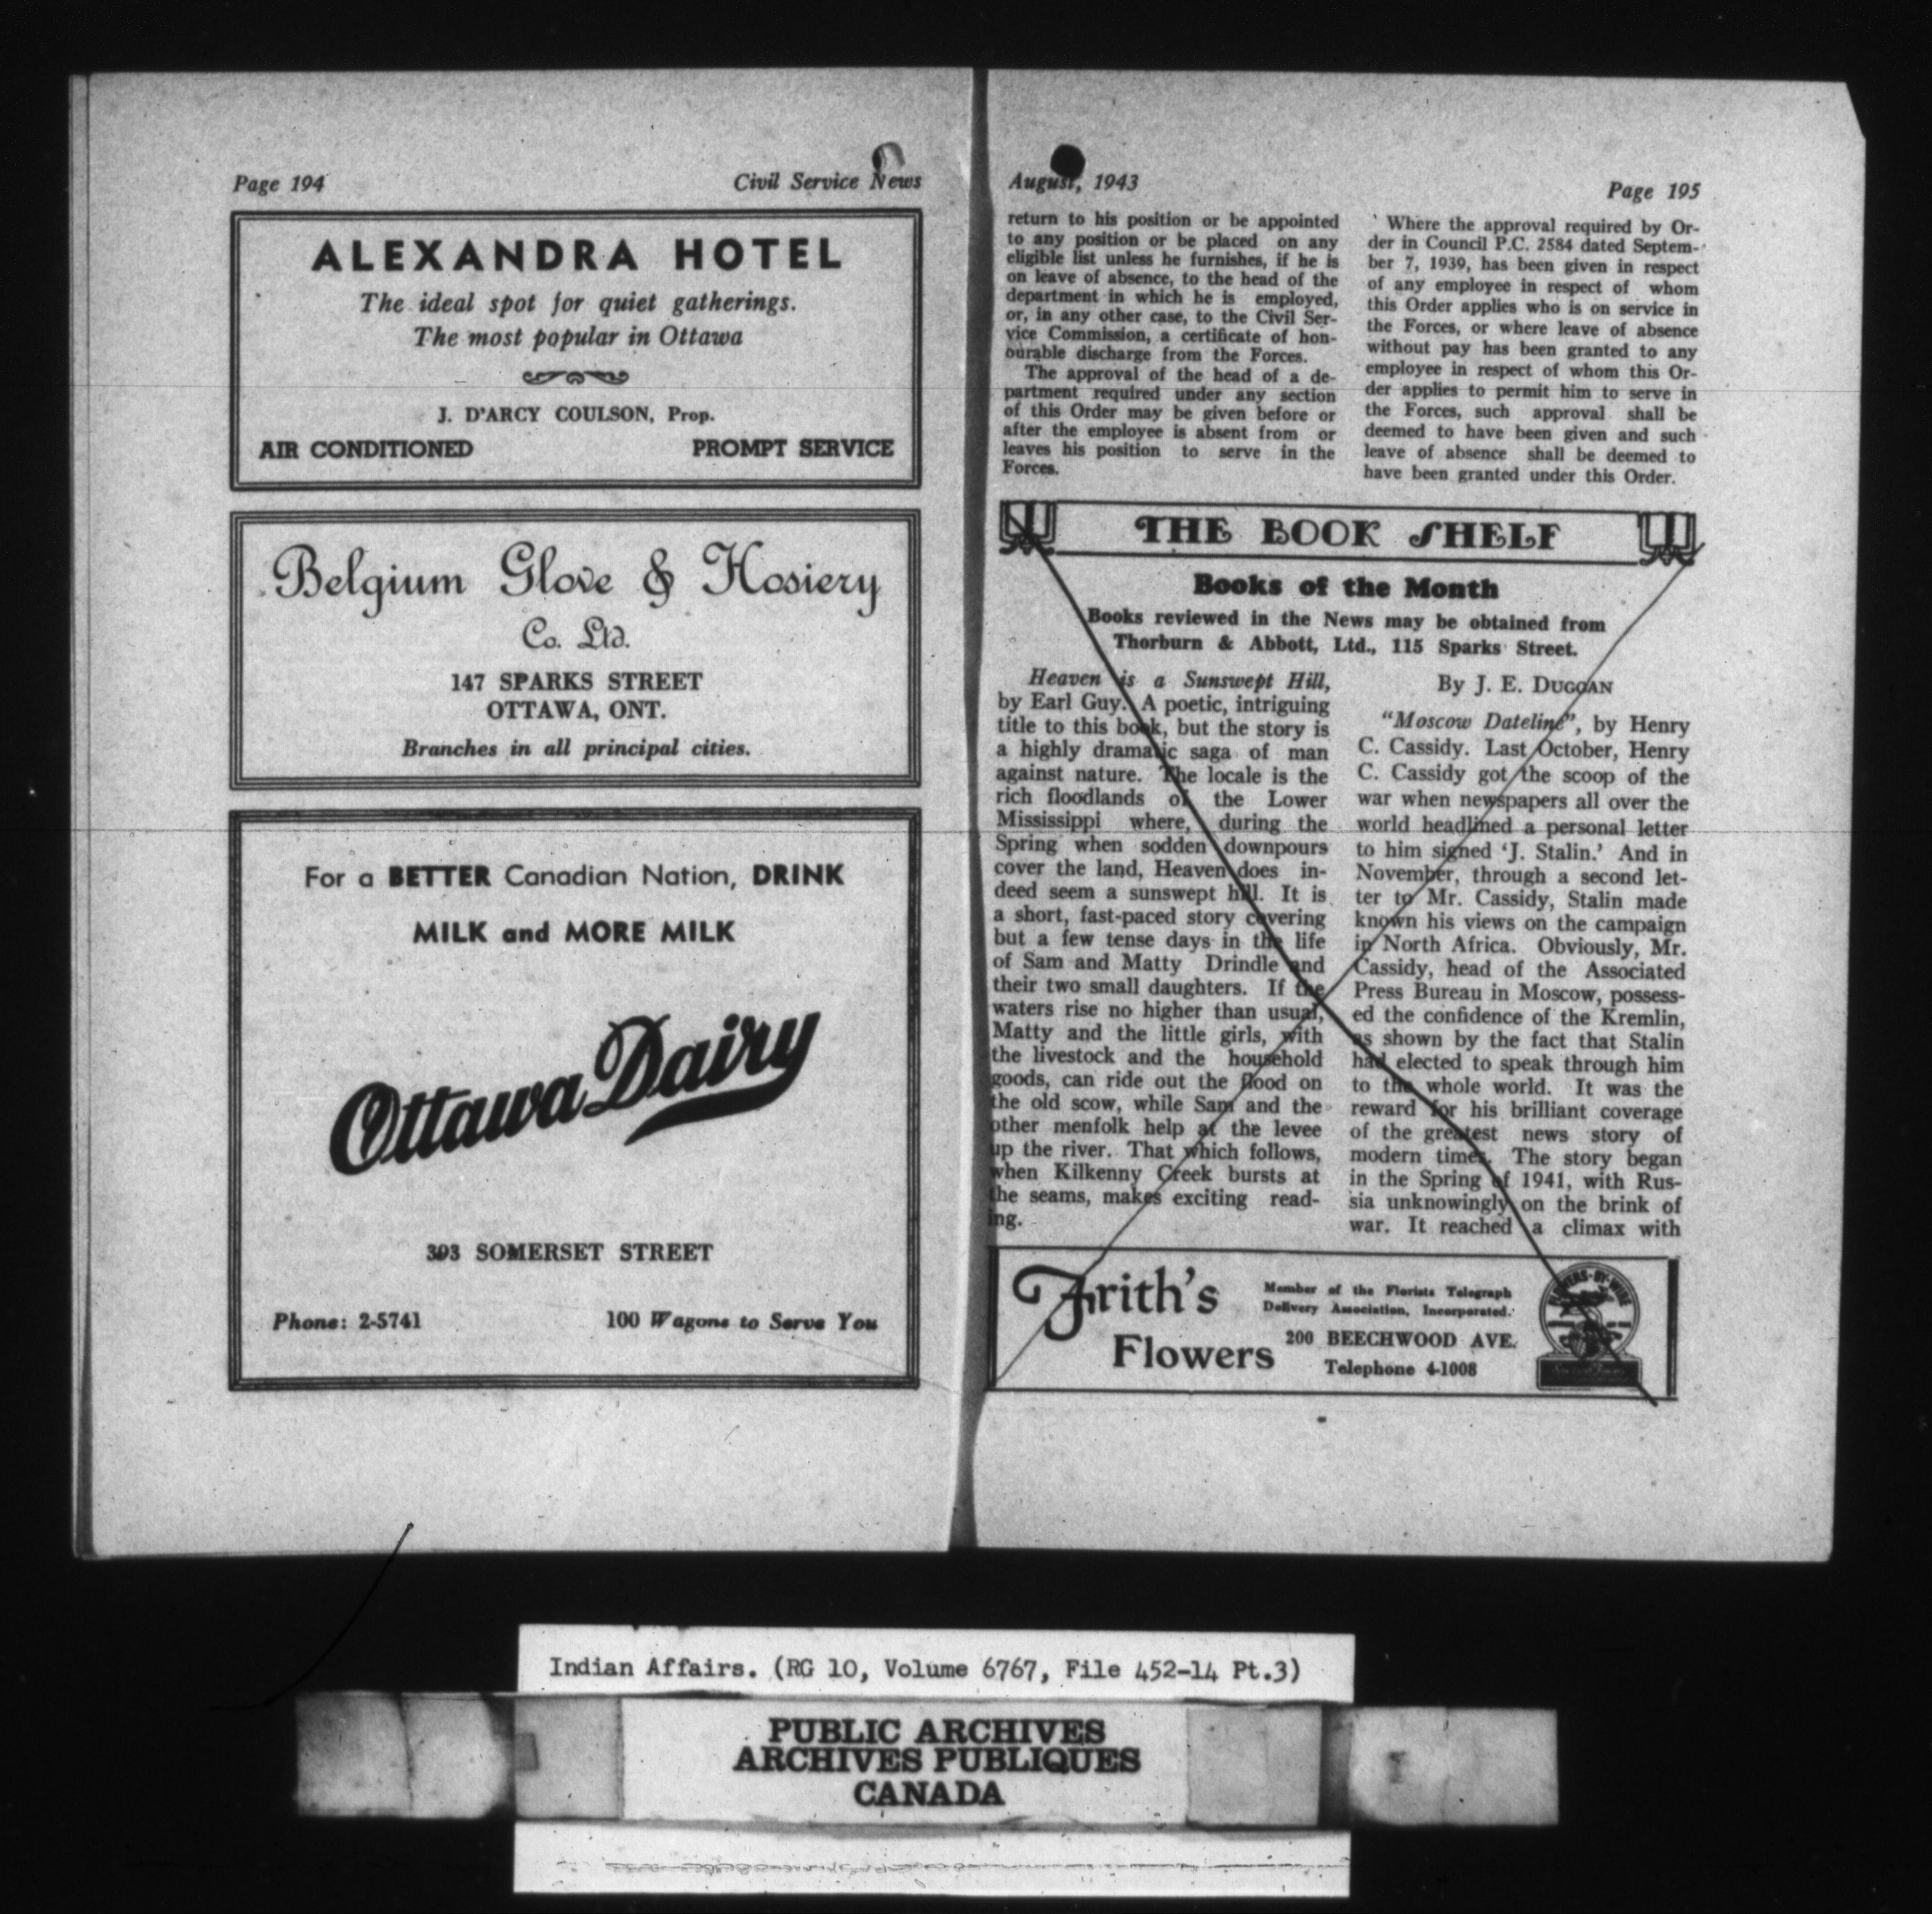 Page 194
Civil Service News
ALEXANDRA HOTEL
The ideal spot for quiet gatherings.
The most popular in Ottawa
J. D'ARCY COULSON, Prop.
AIR CONDITIONED PROMPT SERVICE
Belgium Glove & Hosiery
Co. Ltd.
147 SPARKS STREET
OTTAWA, ONT.
Branches in all principal cities.
For a BETTER Canadian Nation, DRINK
MILK and MORE MILK
Ottawa Dairy
393 SOMERSET STREET
Phone: 2-5741 100 Wagons to Serve You
August, 1943
Page 195
return to his position or be appointed
to any position or be placed on any
eligible list unless he furnishes, if he is
on leave of absence, to the head of the
department in which he is employed,
or, in any other case, to the Civil Ser-
vice Commission, a certificate of hon-
ourable discharge from the Forces.
The approval of the head of a de-
partment required under any section
of this Order may be given before or
after the employee is absent from or
leaves his position to serve in the
Forces.
Where the approval required by Or-
der in Council P.C. 2584 dated Septem-
ber 7, 1939, has been given in respect
of any employee in respect of whom
this Order applies who is on service in
the Forces, or where leave of absence
without pay has been granted to any
employee in respect of whom this Or-
der applies to permit him to serve in
the Forces, such approval shall be
deemed to have been given and such
leave of absence shall be deemed to
have been granted under this Order.
THE BOOK SHELF
Books of the Month
Books reviewed in the News may be obtained from
Thorburn & Abbott, Ltd., 115 Sparks Street.
Heaven is a Sunswept Hill,
by Earl Guy. A poetic, intriguing
title to this book, but the story is
a highly dramatic saga of man
against nature. The locale is the
rich floodlands of the Lower
Mississippi where, during the
Spring when sodden downpours
cover the land, Heaven does in-
deed seem a sunswept hill. It is
a short, fast-paced story covering
but a few tense days in the life
of Sam and Matty Drindle and
their two small daughters. If the
waters rise no higher than usual,
Matty and the little girls, with
the livestock and the household
goods, can ride out the flood on
the old scow, while Sam and the
other menfolk help at the levee
up the river. That which follows,
when Kilkenny Creek bursts at
the seams, makes exciting read-
ing.
By J. E. DUGGAN
"Moscow Dateline", by Henry
C. Cassidy. Last October, Henry
C. Cassidy got the scoop of the
war when newspapers all over the
world headlined a personal letter
to him signed 'J. Stalin.' And in
November, through a second let-
ter to Mr. Cassidy, Stalin made
known his views on the campaign
in North Africa. Obviously, Mr.
Cassidy, head of the Associated
Press Bureau in Moscow, possess-
ed the confidence of the Kremlin,
as shown by the fact that Stalin
had elected to speak through him
to the whole world. It was the
reward for his brilliant coverage
of the greatest news story of
modern times. The story began
in the Spring of 1941, with Rus-
sia unknowingly on the brink of
war. It reached a climax with
Frith's
Flowers
Member of the Florists Telegraph
Delivery Association, Incorporated.
200 BEECHWOOD AVE.
Telephone 4-1008
Indian Affairs. (RG 10, Volume 6767, File 452-14 Pt.3)
PUBLIC ARCHIVES
ARCHIVES PUBLIQUES
CANADA